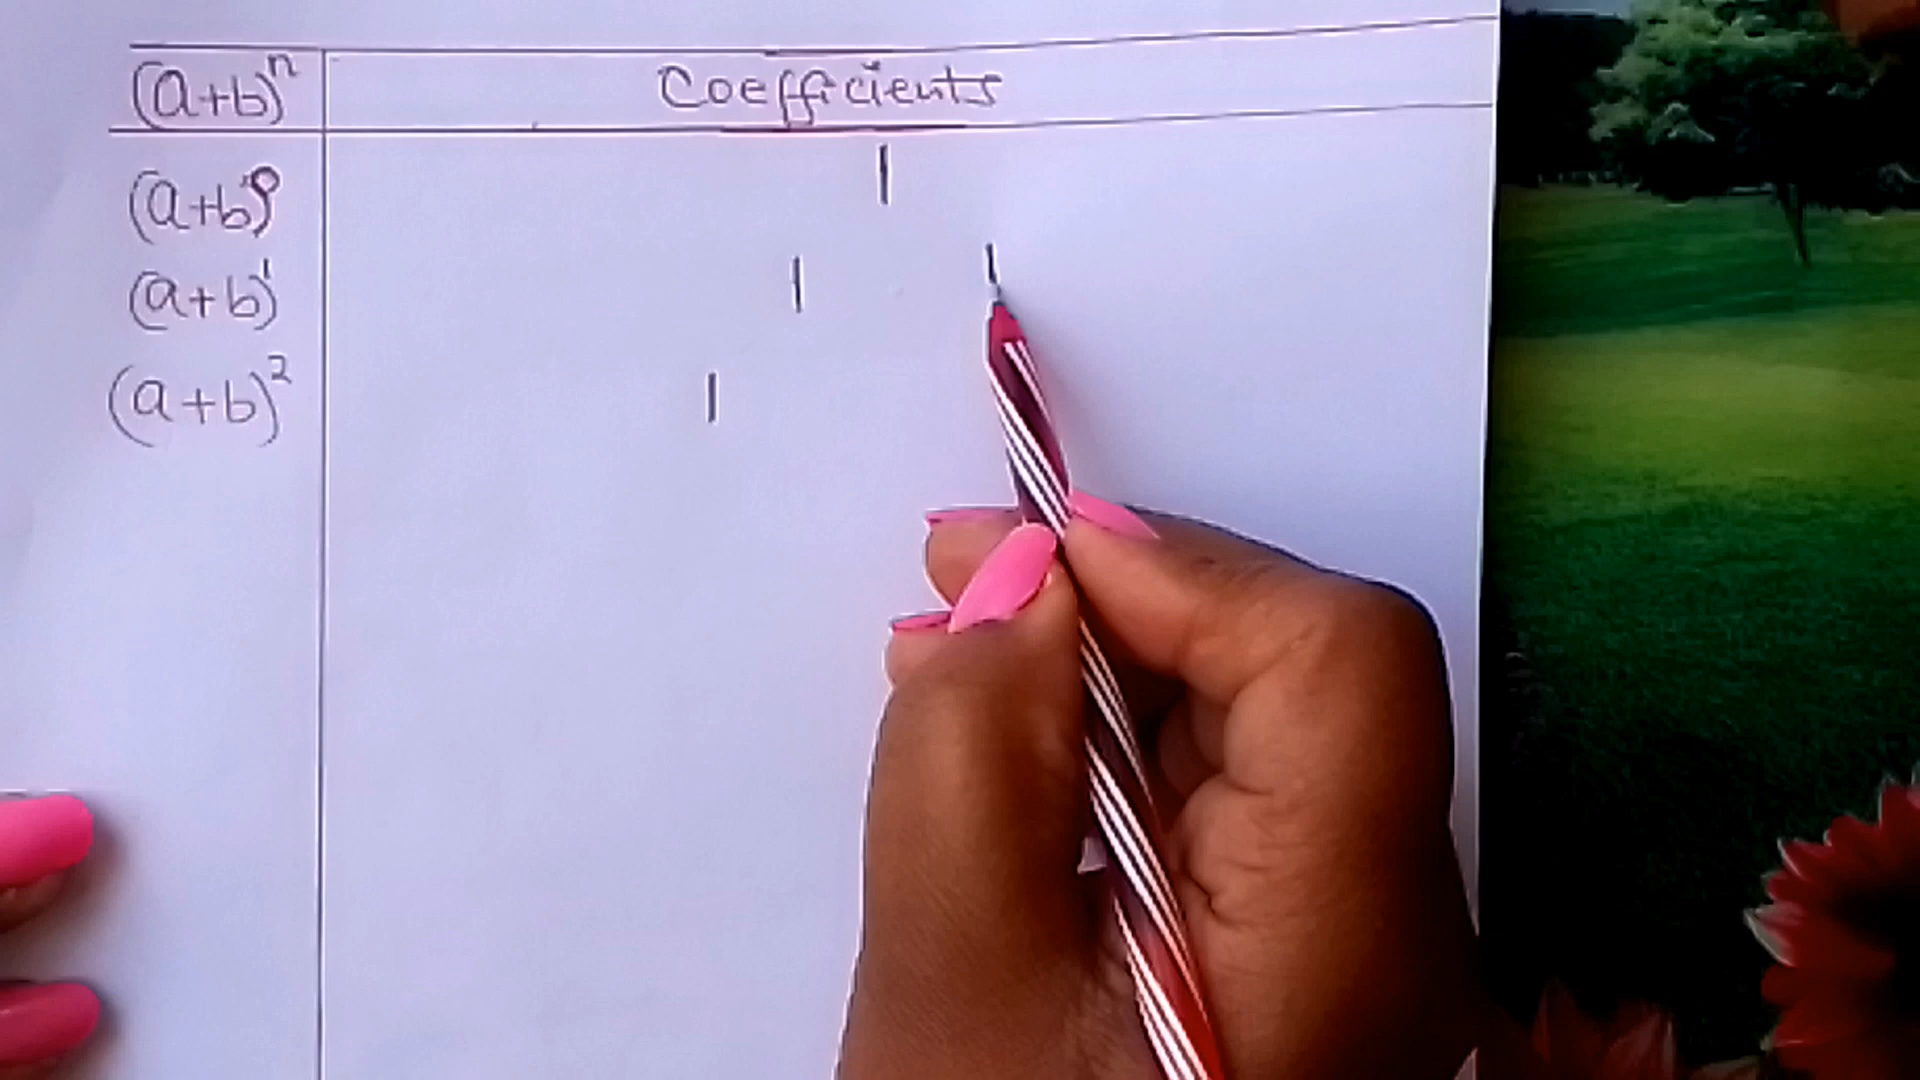 (a+b)^n Coefficients
(a+b)^0 1
(a+b)^1 1 1
(a+b)^2 1